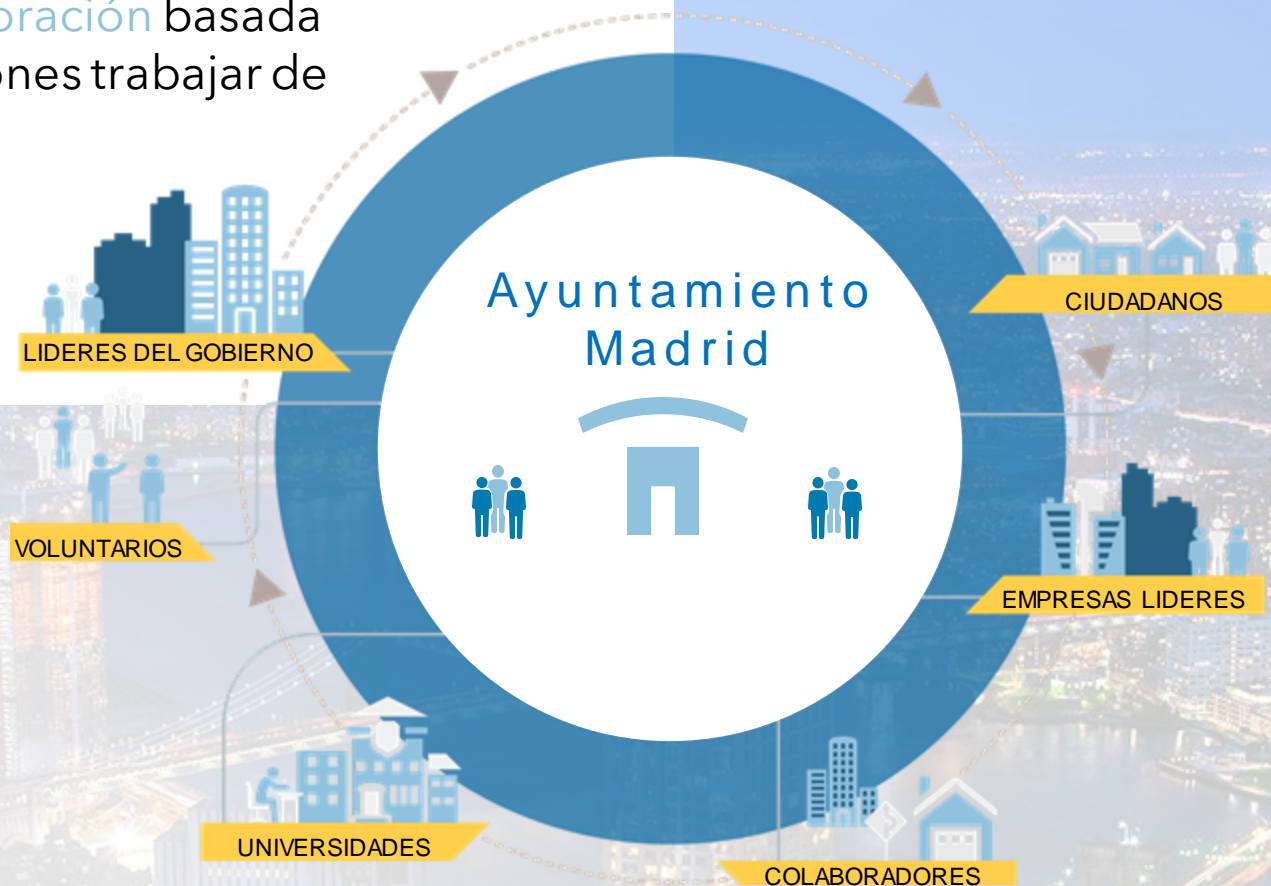 oración basada
ones trabajar de
Ayuntamiento
Madrid
CIUDADANOS
LIDERES DEL GOBIERNO
VOLUNTARIOS
EMPRESAS LIDERES
UNIVERSIDADES
COLABORADORES